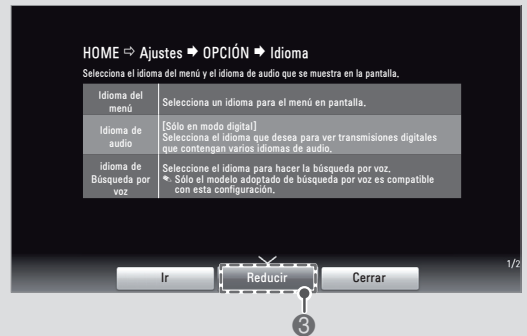 HOME ⇨ Ajustes ➡ OPCIÓN ➡ Idioma
Selecciona el idioma del menú y el idioma de audio que se muestra en la pantalla.
Idioma del
menú
Selecciona un idioma para el menú en pantalla.
Idioma de
audio
[Sólo en modo digital]
Selecciona el idioma que desea para ver transmisiones digitales
que contengan varios idiomas de audio.
idioma de
Búsqueda por
voz
Seleccione el idioma para hacer la búsqueda por voz.
✎ Sólo el modelo adoptado de búsqueda por voz es compatible
con esta configuración.
1/2
Ir
Reducir
Cerrar
3